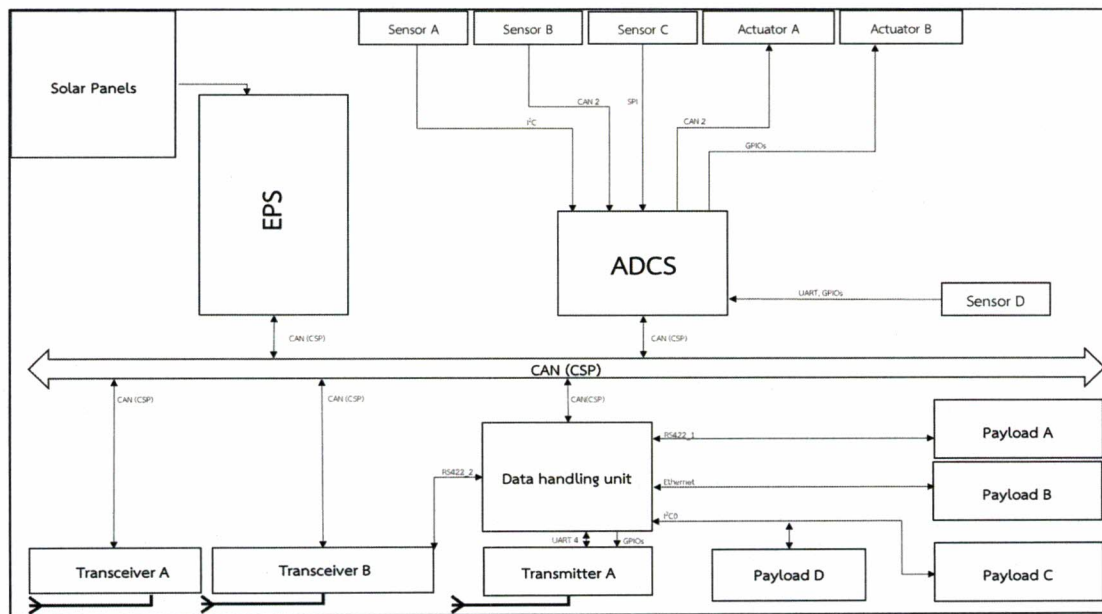 Sensor A
Sensor B
Sensor C
Actuator A
Actuator B
Solar Panels
CAN 2
SPI
I²C
CAN 2
GPIOs
EPS
ADCS
UART, GPIOs
Sensor D
CAN (CSP)
CAN (CSP)
CAN (CSP)
CAN (CSP)
CAN (CSP)
CAN(CSP)
RS422_1
Payload A
RS422_2
Data handling unit
Ethernet
Payload B
I²C0
UART 4
GPIOs
Transceiver A
Transceiver B
Transmitter A
Payload D
Payload C